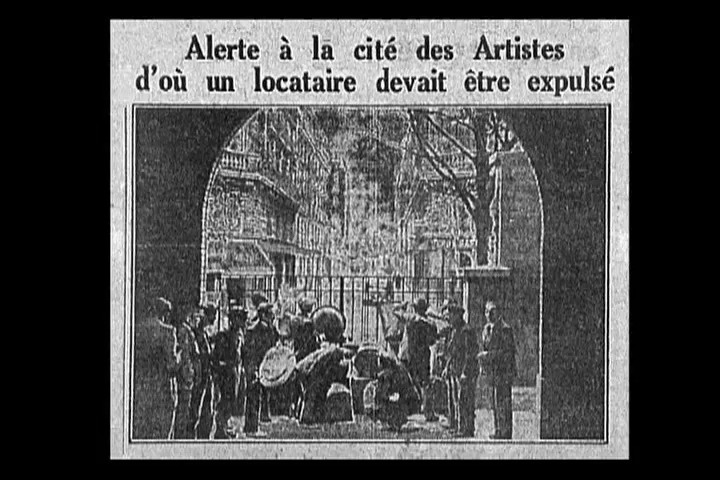 Alerte à la cité des Artistes
d'où un locataire devait être expulsé